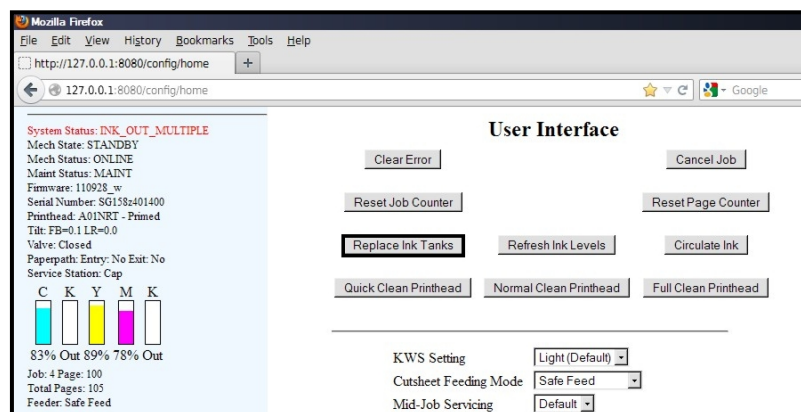 Mozilla Firefox
File Edit View History Bookmarks Tools Help
http://127.0.0.1:8080/config/home +
127.0.0.1:8080/config/home Google
System Status: INK_OUT_MULTIPLE
Mech State: STANDBY
Mech Status: ONLINE
Maint Status: MAINT
Firmware: 110928_w
Serial Number: SG158z401400
Printhead: A01NRT - Primed
Tilt: FB=0.1 LR=0.0
Valve: Closed
Paperpath: Entry: No Exit: No
Service Station: Cap
C K Y M K
83% Out 89% 78% Out
Job: 4 Page: 100
Total Pages: 105
Feeder: Safe Feed
User Interface
Clear Error Cancel Job
Reset Job Counter Reset Page Counter
Replace Ink Tanks Refresh Ink Levels Circulate Ink
Quick Clean Printhead Normal Clean Printhead Full Clean Printhead
KWS Setting Light (Default)
Cutsheet Feeding Mode Safe Feed
Mid-Job Servicing Default